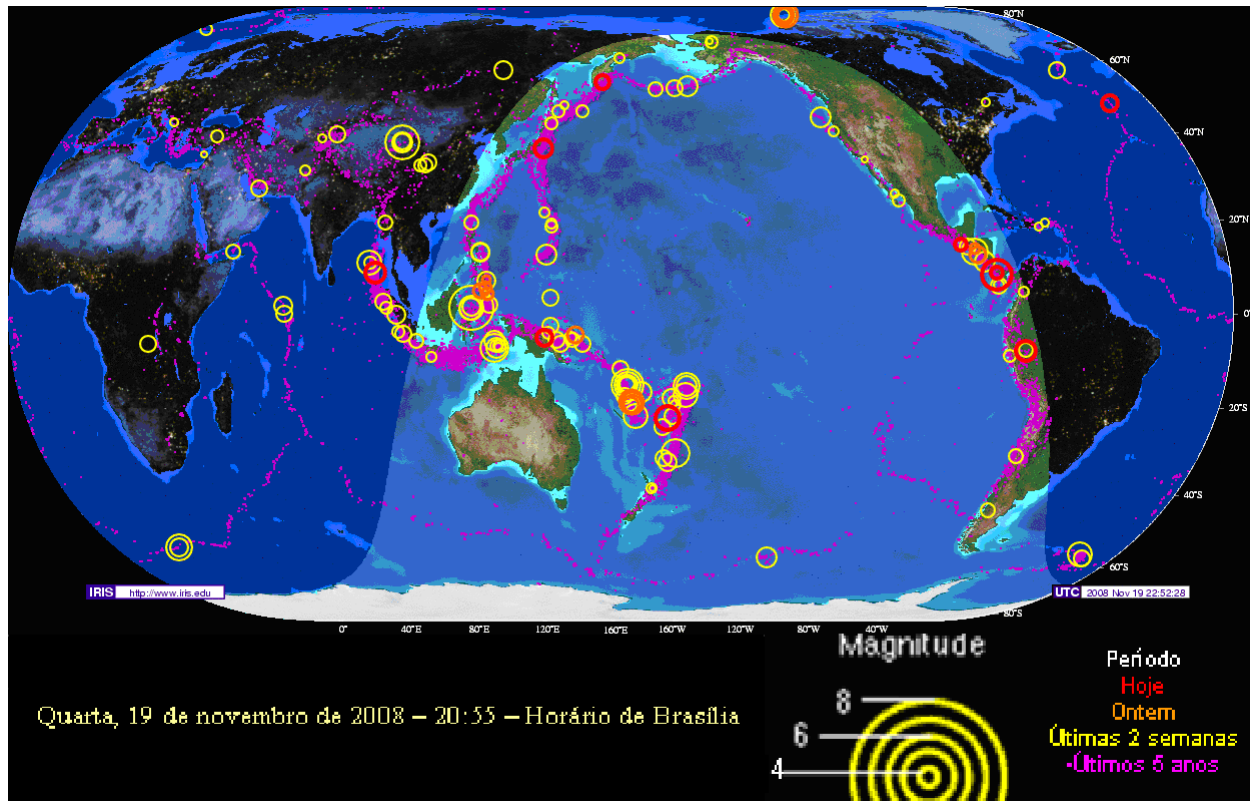 80°N
60°N
40°N
20°N
0°
20°S
40°S
60°S
80°S
IRIS http://www.iris.edu
UTC 2008 Nov 19 22:52:28
0° 40°E 80°E 120°E 160°E 160°W 120°W 80°W 40°W
Magnitude
8
6
4
Período
Hoje
Ontem
Últimas 2 semanas
·Últimos 5 anos
Quarta, 19 de novembro de 2008 – 20:55 – Horário de Brasília